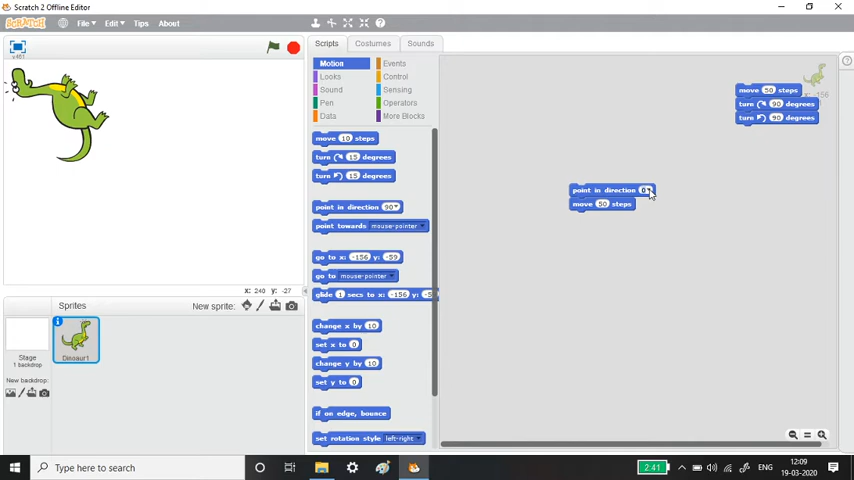 Scratch 2 Offline Editor
SCRATCH File Edit Tips About
v461
Scripts Costumes Sounds
Motion Events
Looks Control
Sound Sensing
Pen Operators
Data More Blocks
move 10 steps
turn 15 degrees
turn 15 degrees
point in direction 90
point towards mouse-pointer
go to x: -156 y: -59
go to mouse-pointer
glide 1 secs to x: -156 y: -5
change x by 10
set x to 0
change y by 10
set y to 0
if on edge, bounce
set rotation style left-right
x: 240 y: -27
Sprites New sprite:
Stage
1 backdrop
New backdrop:
Dinosaur1
x: -156
move 50 steps
turn 90 degrees
turn 90 degrees
point in direction 0
move 50 steps
Type here to search
2:41
ENG
12:09
19-03-2020